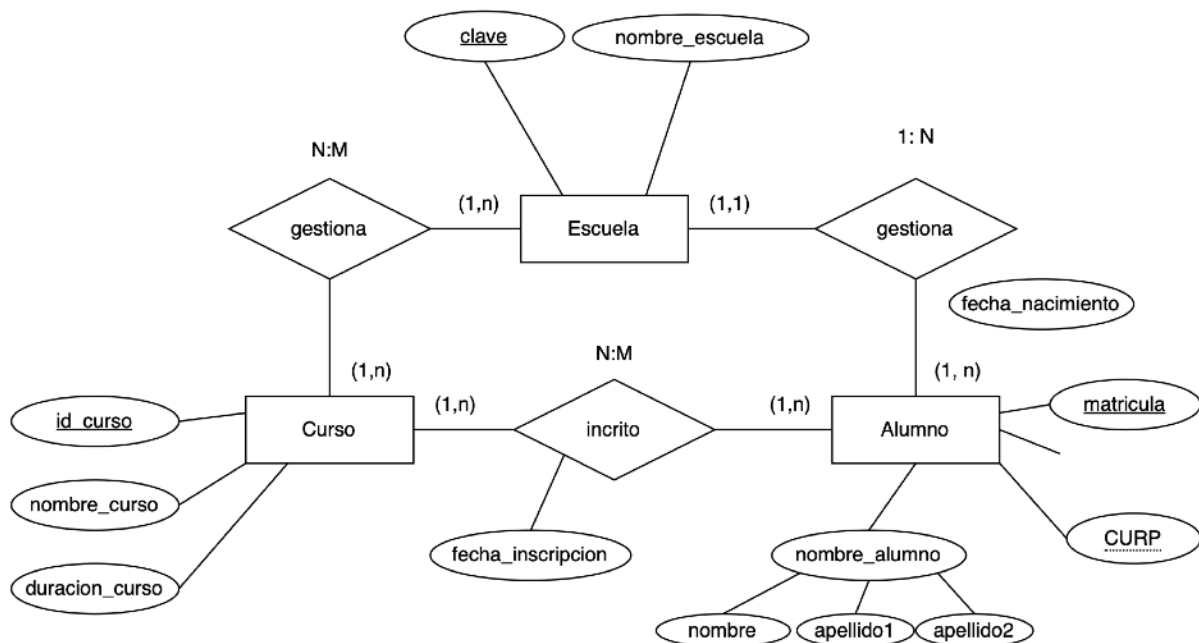 clave
nombre_escuela
N:M
1: N
gestiona
(1,n)
Escuela
(1,1)
gestiona
fecha_nacimiento
N:M
(1,n)
(1, n)
id_curso
Curso
(1,n)
incrito
(1,n)
Alumno
matricula
nombre_curso
fecha_inscripcion
nombre_alumno
CURP
duracion_curso
nombre
apellido1
apellido2